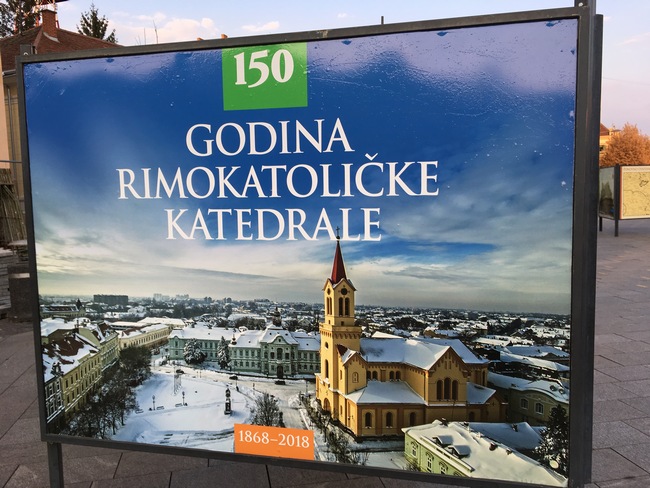 150
GODINA
RIMOKATOLIČKE
KATEDRALE
1868–2018